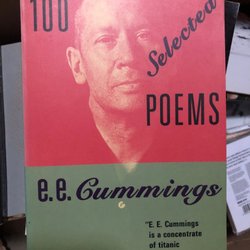 100
Selected
POEMS
e.e. Cummings
"E. E. Cummings
is a concentrate
of titanic